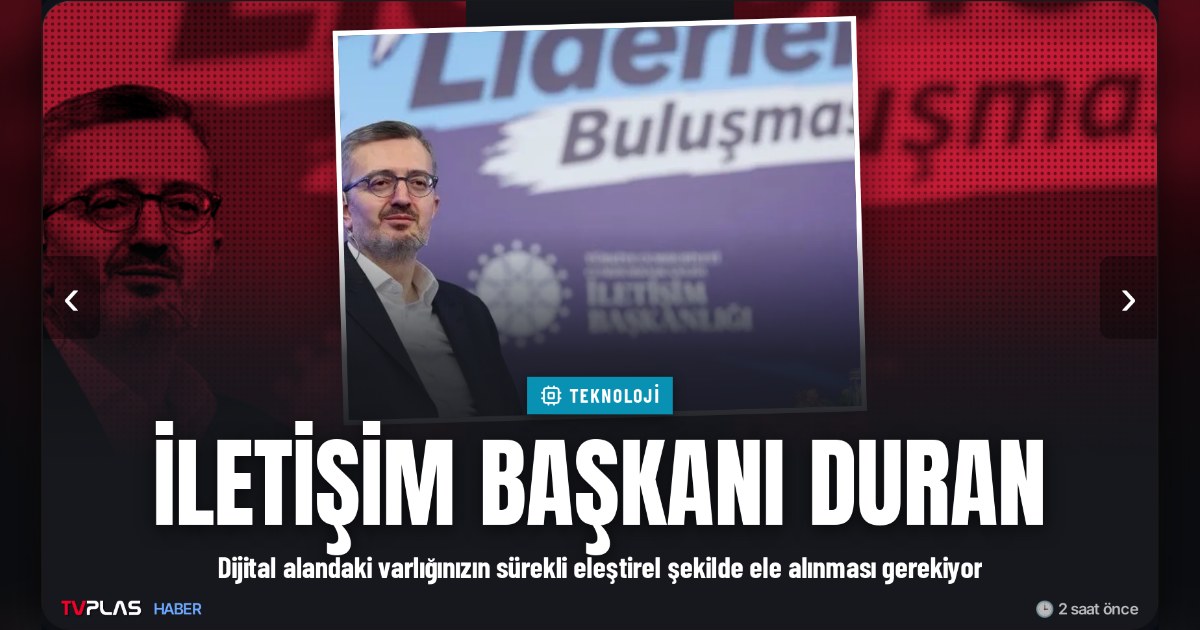 Liderler
Buluşması
İLETİŞİM
BAŞKANLIĞI
TEKNOLOJİ
İLETİŞİM BAŞKANI DURAN
Dijital alandaki varlığınızın sürekli eleştirel şekilde ele alınması gerekiyor
TVPLAS HABER
2 saat önce